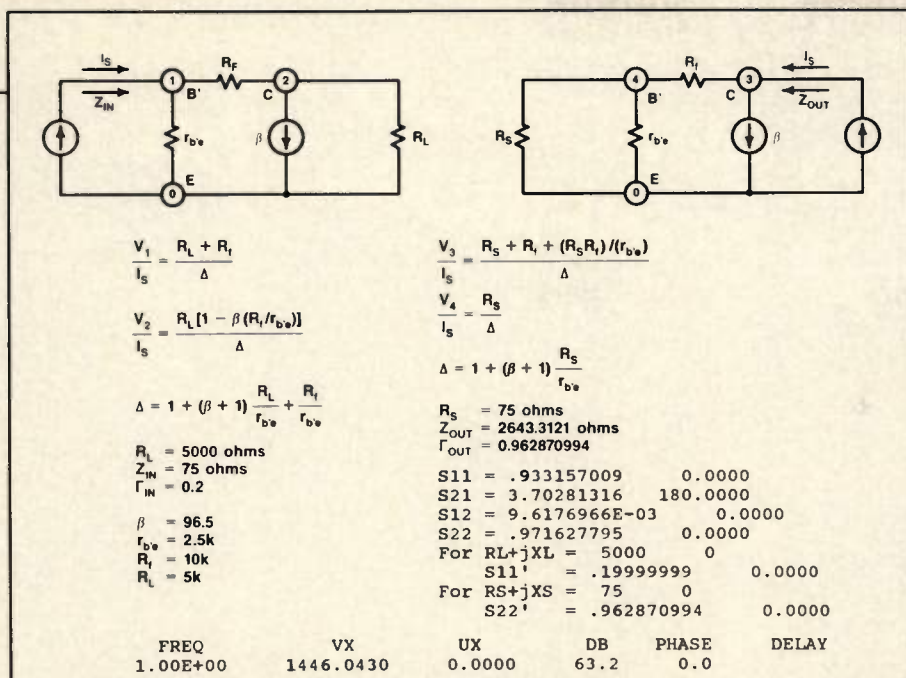 I_S
Z_IN
1
B'
R_F
2
C
r_b'e
β
R_L
E
0
R_S
4
B'
R_f
3
C
I_S
Z_OUT
r_b'e
β
E
0
V_1/I_S = (R_L + R_f)/Δ
V_2/I_S = R_L[1 − β(R_f/r_b'e)]/Δ
Δ = 1 + (β + 1) R_L/r_b'e + R_f/r_b'e
R_L = 5000 ohms
Z_IN = 75 ohms
Γ_IN = 0.2
β = 96.5
r_b'e = 2.5k
R_f = 10k
R_L = 5k
V_3/I_S = (R_S + R_f + (R_S R_f)/(r_b'e))/Δ
V_4/I_S = R_S/Δ
Δ = 1 + (β + 1) R_S/r_b'e
R_S = 75 ohms
Z_OUT = 2643.3121 ohms
Γ_OUT = 0.962870994
S11 = .933157009 0.0000
S21 = 3.70281316 180.0000
S12 = 9.6176966E-03 0.0000
S22 = .971627795 0.0000
For RL+jXL = 5000 0
S11' = .19999999 0.0000
For RS+jXS = 75 0
S22' = .962870994 0.0000
FREQ VX UX DB PHASE DELAY
1.00E+00 1446.0430 0.0000 63.2 0.0